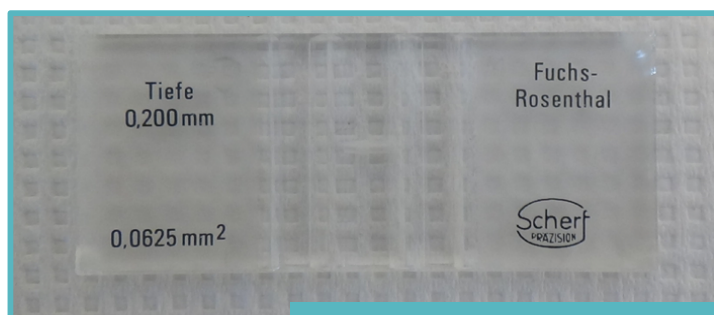 Tiefe
0,200 mm
0,0625 mm²
Fuchs-
Rosenthal
Scherf
PRÄZISION